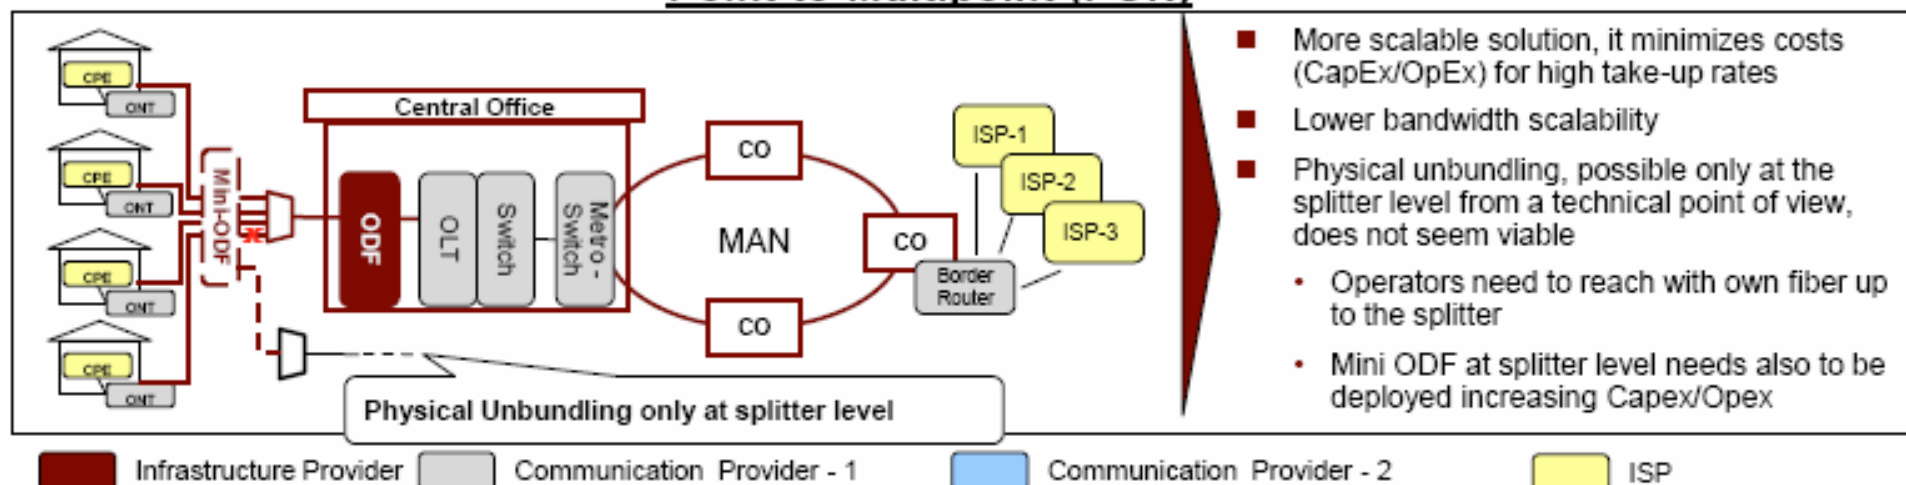 Point to Multipoint (PON)
CPE
ONT
CPE
ONT
CPE
ONT
CPE
ONT
Mini-ODF
Central Office
ODF
OLT
Switch
Metro-
Switch
CO
MAN
CO
CO
Border
Router
ISP-1
ISP-2
ISP-3
Physical Unbundling only at splitter level
More scalable solution, it minimizes costs
(CapEx/OpEx) for high take-up rates
Lower bandwidth scalability
Physical unbundling, possible only at the
splitter level from a technical point of view,
does not seem viable
• Operators need to reach with own fiber up
to the splitter
• Mini ODF at splitter level needs also to be
deployed increasing Capex/Opex
Infrastructure Provider
Communication Provider - 1
Communication Provider - 2
ISP